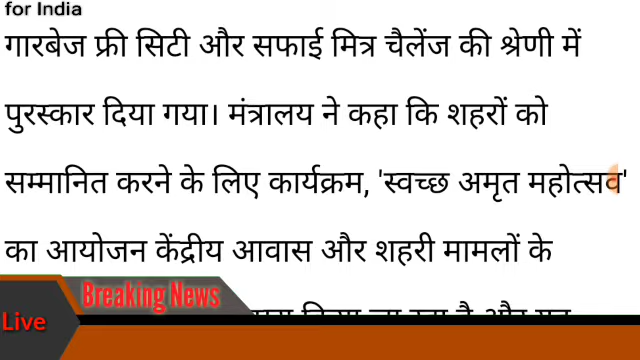 for India
गारबेज फ्री सिटी और सफाई मित्र चैलेंज की श्रेणी में
पुरस्कार दिया गया। मंत्रालय ने कहा कि शहरों को
सम्मानित करने के लिए कार्यक्रम, 'स्वच्छ अमृत महोत्सव'
का आयोजन केंद्रीय आवास और शहरी मामलों के
Breaking News
Live